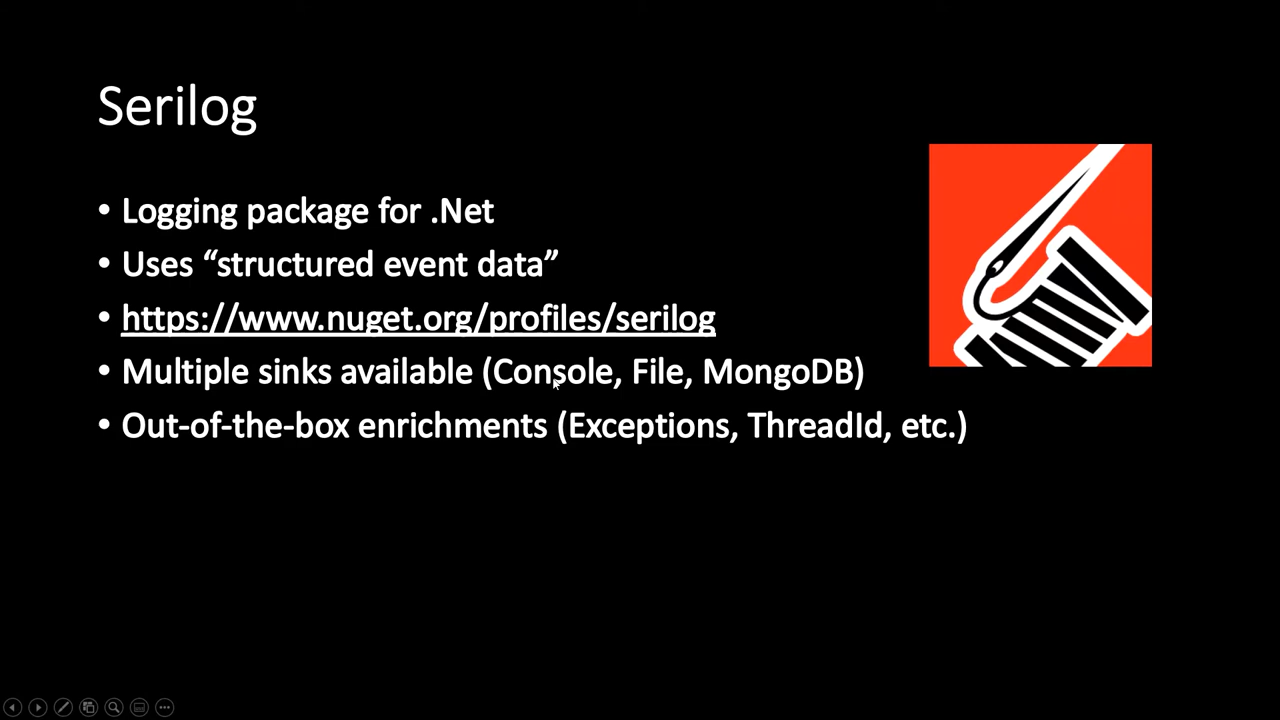 Serilog
• Logging package for .Net
• Uses “structured event data”
• https://www.nuget.org/profiles/serilog
• Multiple sinks available (Console, File, MongoDB)
• Out-of-the-box enrichments (Exceptions, ThreadId, etc.)